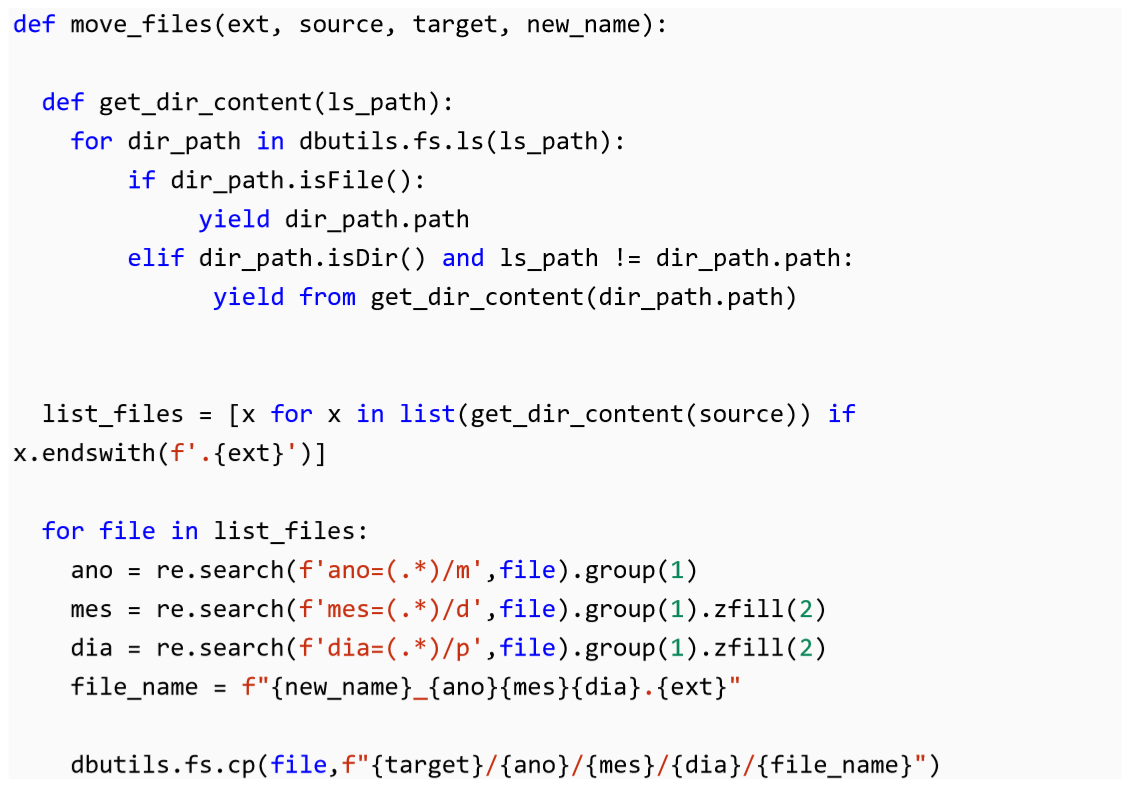 def move_files(ext, source, target, new_name):

  def get_dir_content(ls_path):
    for dir_path in dbutils.fs.ls(ls_path):
        if dir_path.isFile():
             yield dir_path.path
        elif dir_path.isDir() and ls_path != dir_path.path:
              yield from get_dir_content(dir_path.path)

  list_files = [x for x in list(get_dir_content(source)) if
x.endswith(f'.{ext}')]

  for file in list_files:
    ano = re.search(f'ano=(.*)/m',file).group(1)
    mes = re.search(f'mes=(.*)/d',file).group(1).zfill(2)
    dia = re.search(f'dia=(.*)/p',file).group(1).zfill(2)
    file_name = f"{new_name}_{ano}{mes}{dia}.{ext}"

    dbutils.fs.cp(file,f"{target}/{ano}/{mes}/{dia}/{file_name}")